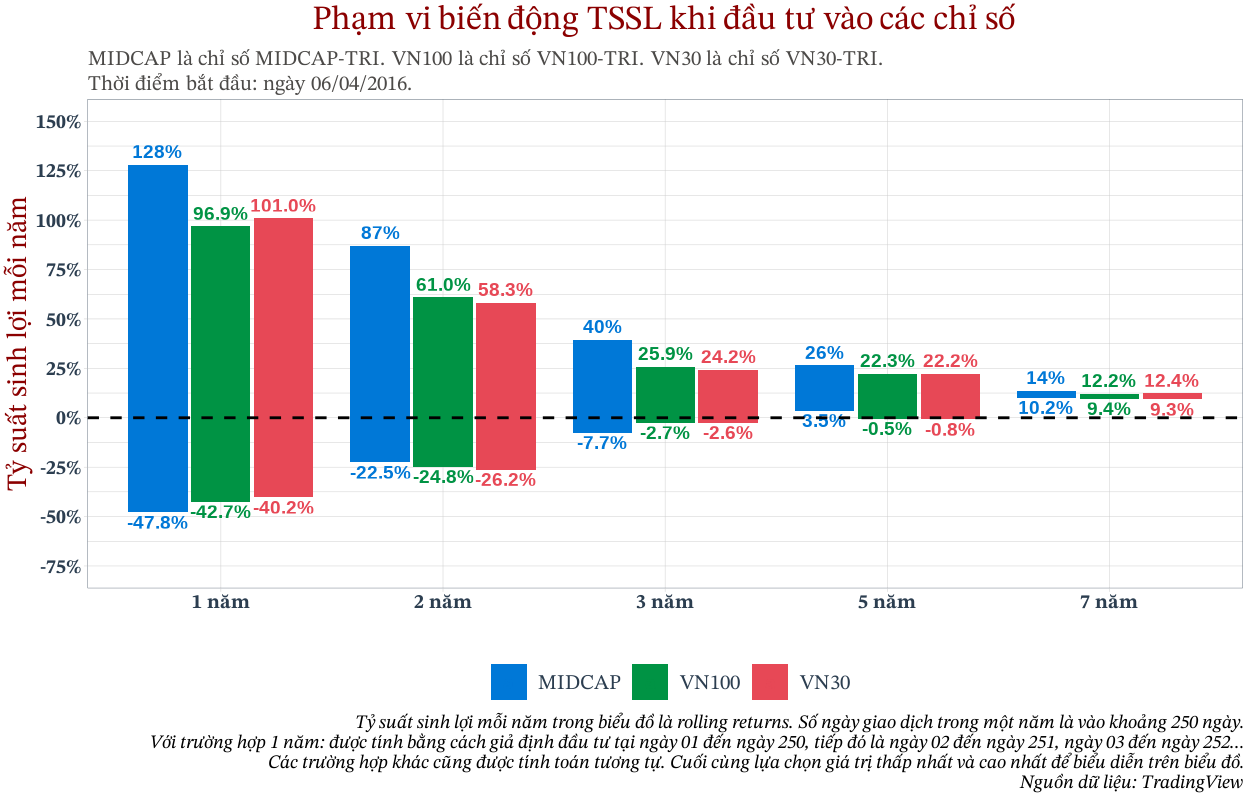 Phạm vi biến động TSSL khi đầu tư vào các chỉ số
MIDCAP là chỉ số MIDCAP-TRI. VN100 là chỉ số VN100-TRI. VN30 là chỉ số VN30-TRI.
Thời điểm bắt đầu: ngày 06/04/2016.
Tỷ suất sinh lợi mỗi năm
150%
125%
100%
75%
50%
25%
0%
-25%
-50%
-75%
128%
96.9%
101.0%
-47.8%
-42.7%
-40.2%
87%
61.0%
58.3%
-22.5%
-24.8%
-26.2%
40%
25.9%
24.2%
-7.7%
-2.7%
-2.6%
26%
22.3%
22.2%
3.5%
-0.5%
-0.8%
14%
12.2%
12.4%
10.2%
9.4%
9.3%
1 năm
2 năm
3 năm
5 năm
7 năm
MIDCAP
VN100
VN30
Tỷ suất sinh lợi mỗi năm trong biểu đồ là rolling returns. Số ngày giao dịch trong một năm là vào khoảng 250 ngày.
Với trường hợp 1 năm: được tính bằng cách giả định đầu tư tại ngày 01 đến ngày 250, tiếp đó là ngày 02 đến ngày 251, ngày 03 đến ngày 252...
Các trường hợp khác cũng được tính toán tương tự. Cuối cùng lựa chọn giá trị thấp nhất và cao nhất để biểu diễn trên biểu đồ.
Nguồn dữ liệu: TradingView